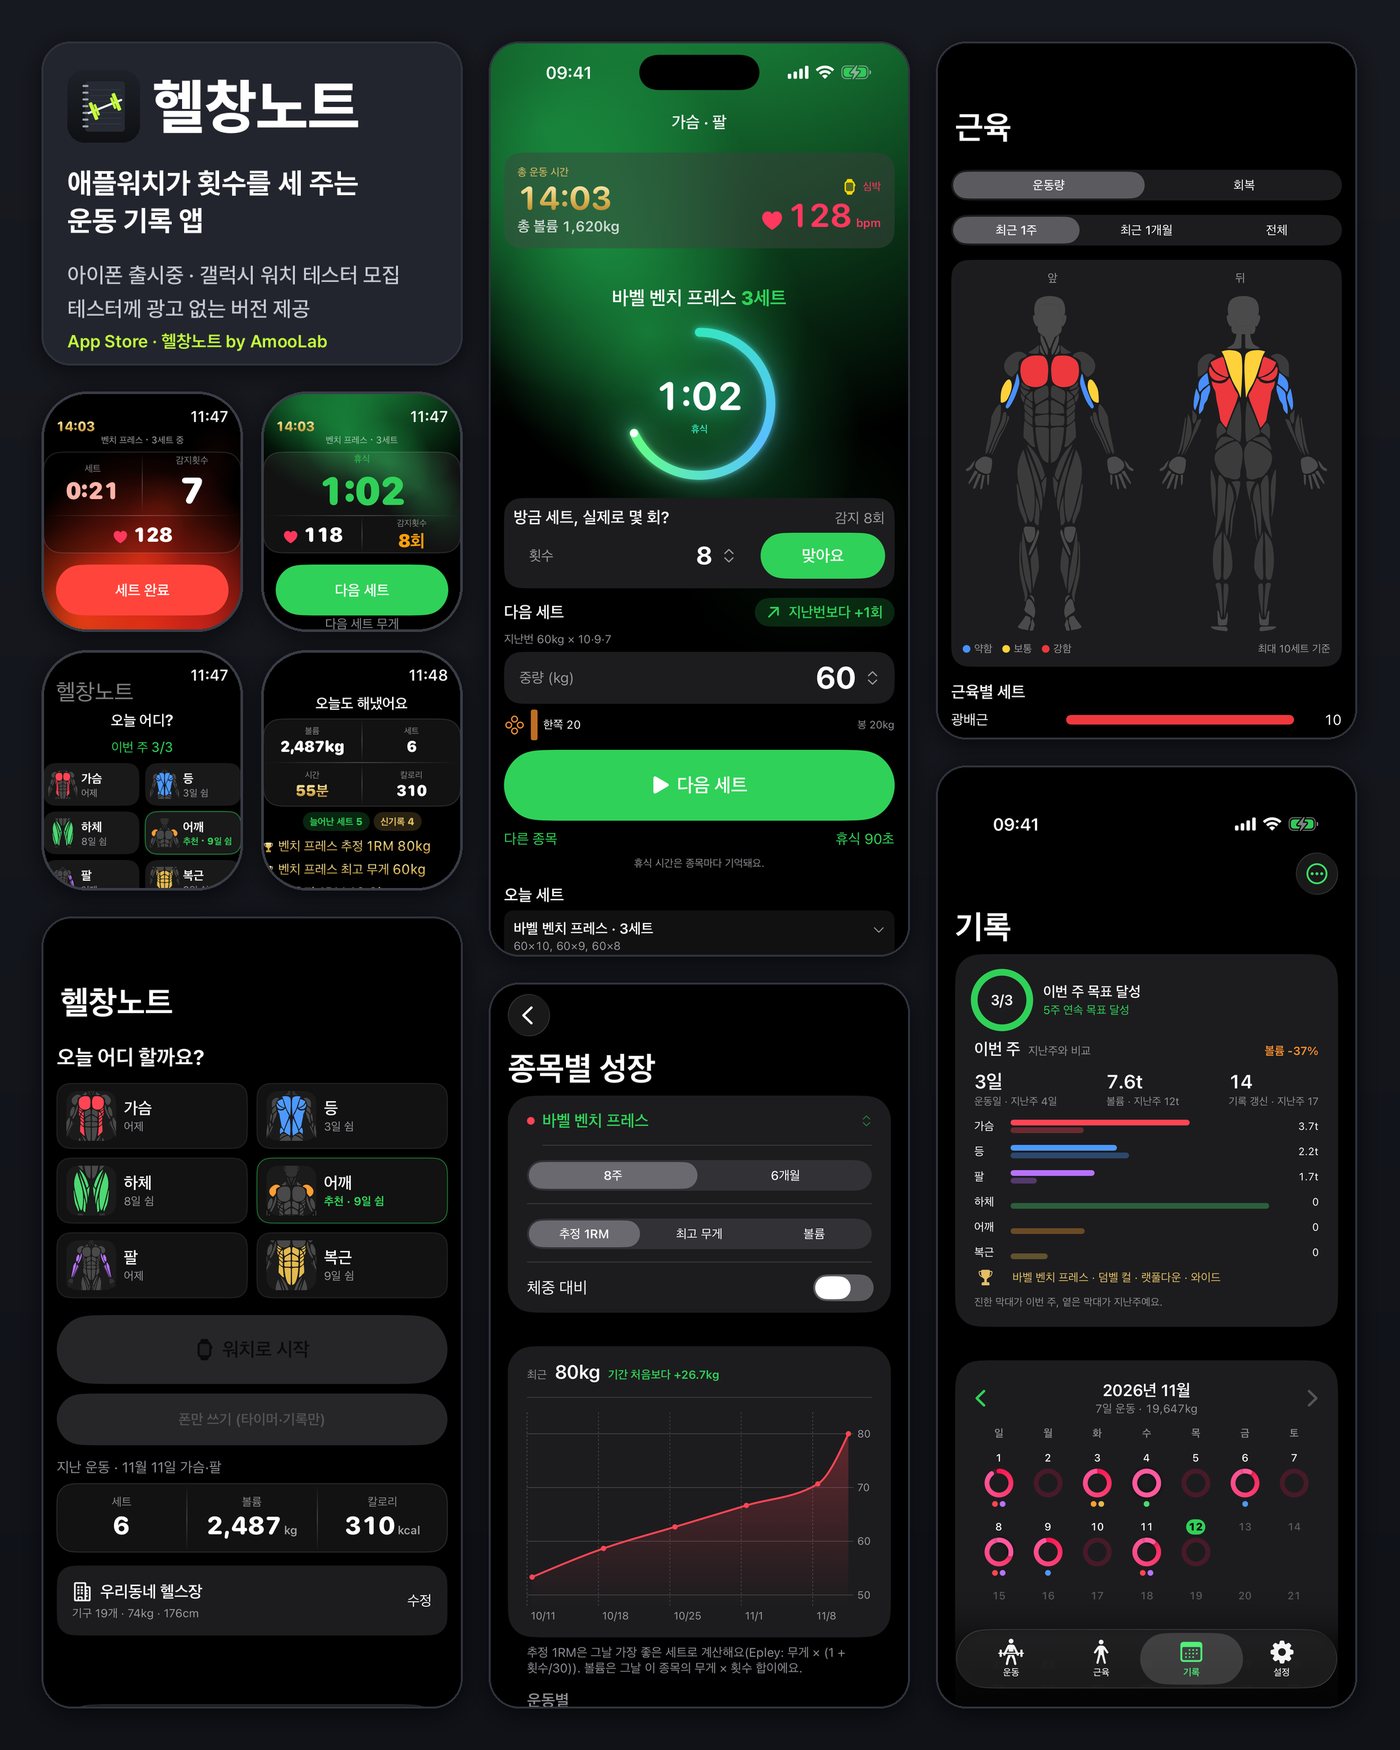 헬창노트
애플워치가 횟수를 세 주는
운동 기록 앱
아이폰 출시중 · 갤럭시 워치 테스터 모집
테스터께 광고 없는 버전 제공
App Store · 헬창노트 by AmooLab
11:47
14:03
벤치 프레스 · 3세트 중
세트
감지횟수
0:21
7
128
세트 완료
11:47
14:03
벤치 프레스 · 3세트
휴식
1:02
118
감지횟수
8회
다음 세트
다음 세트 무게
11:47
헬창노트
오늘 어디?
이번 주 3/3
가슴
어제
등
3일 쉼
하체
8일 쉼
어깨
추천 · 9일 쉼
팔
복근
11:48
오늘도 해냈어요
볼륨
세트
2,487kg
6
시간
칼로리
55분
310
늘어난 세트 5
신기록 4
벤치 프레스 추정 1RM 80kg
벤치 프레스 최고 무게 60kg
헬창노트
오늘 어디 할까요?
가슴
어제
등
3일 쉼
하체
8일 쉼
어깨
추천 · 9일 쉼
팔
어제
복근
9일 쉼
워치로 시작
폰만 쓰기 (타이머·기록만)
지난 운동 · 11월 11일 가슴·팔
세트
볼륨
칼로리
6
2,487 kg
310 kcal
우리동네 헬스장
기구 19개 · 74kg · 176cm
수정
09:41
가슴 · 팔
총 운동 시간
14:03
총 볼륨 1,620kg
심박
128 bpm
바벨 벤치 프레스 3세트
1:02
휴식
방금 세트, 실제로 몇 회?
감지 8회
횟수
8
맞아요
다음 세트
지난번보다 +1회
지난번 60kg × 10·9·7
중량 (kg)
60
한쪽 20
봉 20kg
다음 세트
다른 종목
휴식 90초
휴식 시간은 종목마다 기억돼요.
오늘 세트
바벨 벤치 프레스 · 3세트
60×10, 60×9, 60×8
종목별 성장
바벨 벤치 프레스
8주
6개월
추정 1RM
최고 무게
볼륨
체중 대비
최근 80kg 기간 처음보다 +26.7kg
80
70
60
50
10/11
10/18
10/25
11/1
11/8
추정 1RM은 그날 가장 좋은 세트로 계산해요(Epley: 무게 × (1 +
횟수/30)). 볼륨은 그날 이 종목의 무게 × 횟수 합이에요.
운동별
근육
운동량
회복
최근 1주
최근 1개월
전체
앞
뒤
약함
보통
강함
최대 10세트 기준
근육별 세트
광배근
10
09:41
기록
3/3
이번 주 목표 달성
5주 연속 목표 달성
이번 주 지난주와 비교
볼륨 -37%
3일
7.6t
14
운동일 · 지난주 4일
볼륨 · 지난주 12t
기록 갱신 · 지난주 17
가슴
3.7t
등
2.2t
팔
1.7t
하체
0
어깨
0
복근
0
바벨 벤치 프레스 · 덤벨 컬 · 랫풀다운 · 와이드
진한 막대가 이번 주, 옅은 막대가 지난주예요.
2026년 11월
7일 운동 · 19,647kg
일 월 화 수 목 금 토
1 2 3 4 5 6 7
8 9 10 11 12 13 14
15 16 17 18 19 20 21
운동
근육
기록
설정